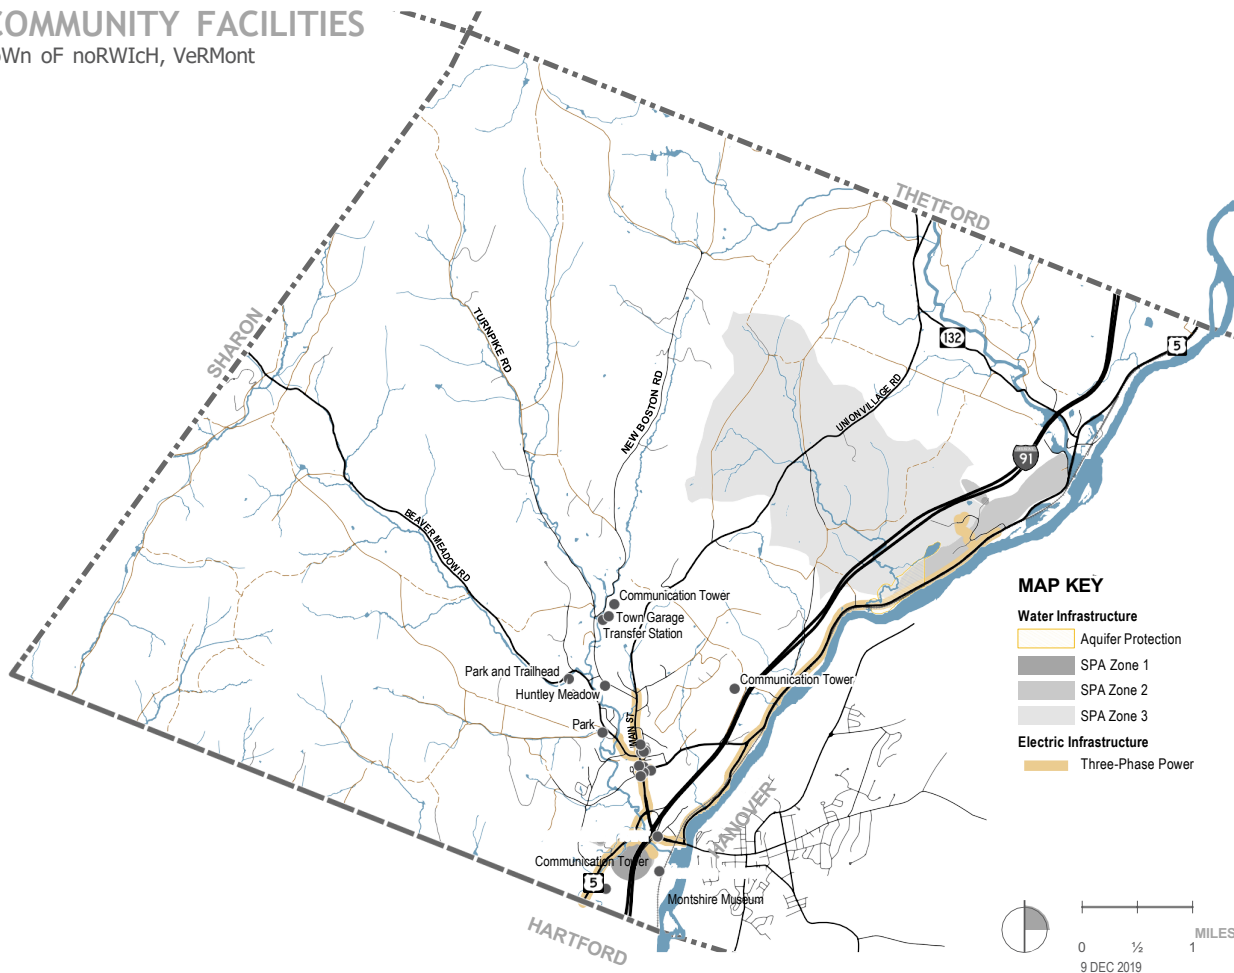 COMMUNITY FACILITIES
oWn oF noRWIcH, VeRMont
THETFORD
SHARON
TURNPIKE RD
NEW BOSTON RD
UNION VILLAGE RD
132
5
91
BEAVER MEADOW RD
Communication Tower
Town Garage
Transfer Station
Park and Trailhead
Huntley Meadow
Communication Tower
Park
MAIN ST
HANOVER
Communication Tower
5
Montshire Museum
HARTFORD
MAP KEY
Water Infrastructure
Aquifer Protection
SPA Zone 1
SPA Zone 2
SPA Zone 3
Electric Infrastructure
Three-Phase Power
MILES
0 ½ 1
9 DEC 2019